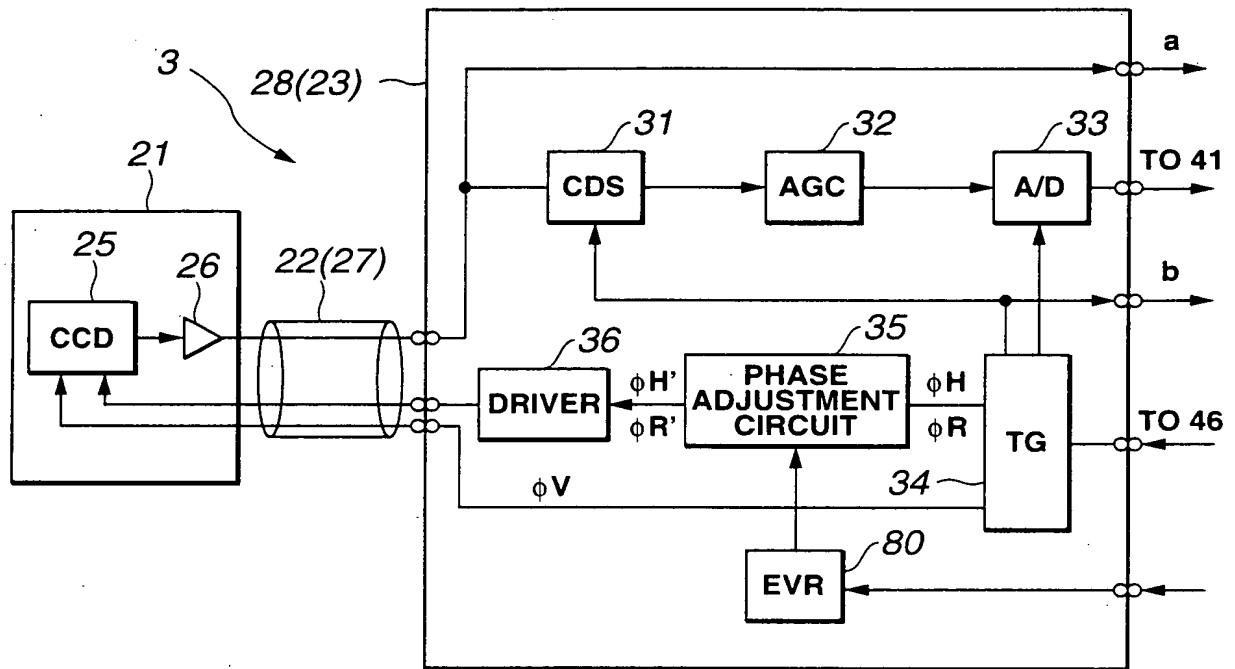 3
28(23)
a
31
32
33
21
CDS
AGC
A/D
TO 41
25
26
22(27)
b
CCD
36
35
DRIVER
φH'
φR'
PHASE
ADJUSTMENT
CIRCUIT
φH
φR
TG
TO 46
34
φV
80
EVR